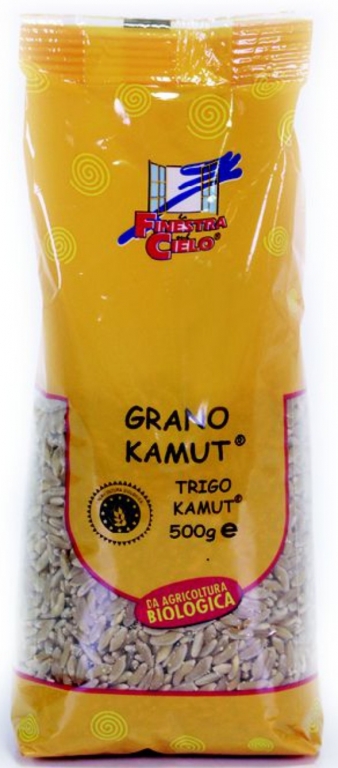 la
FINESTRA
sul
CIELO®
GRANO
KAMUT®
TRIGO
KAMUT®
500g e
DA AGRICOLTURA
BIOLOGICA